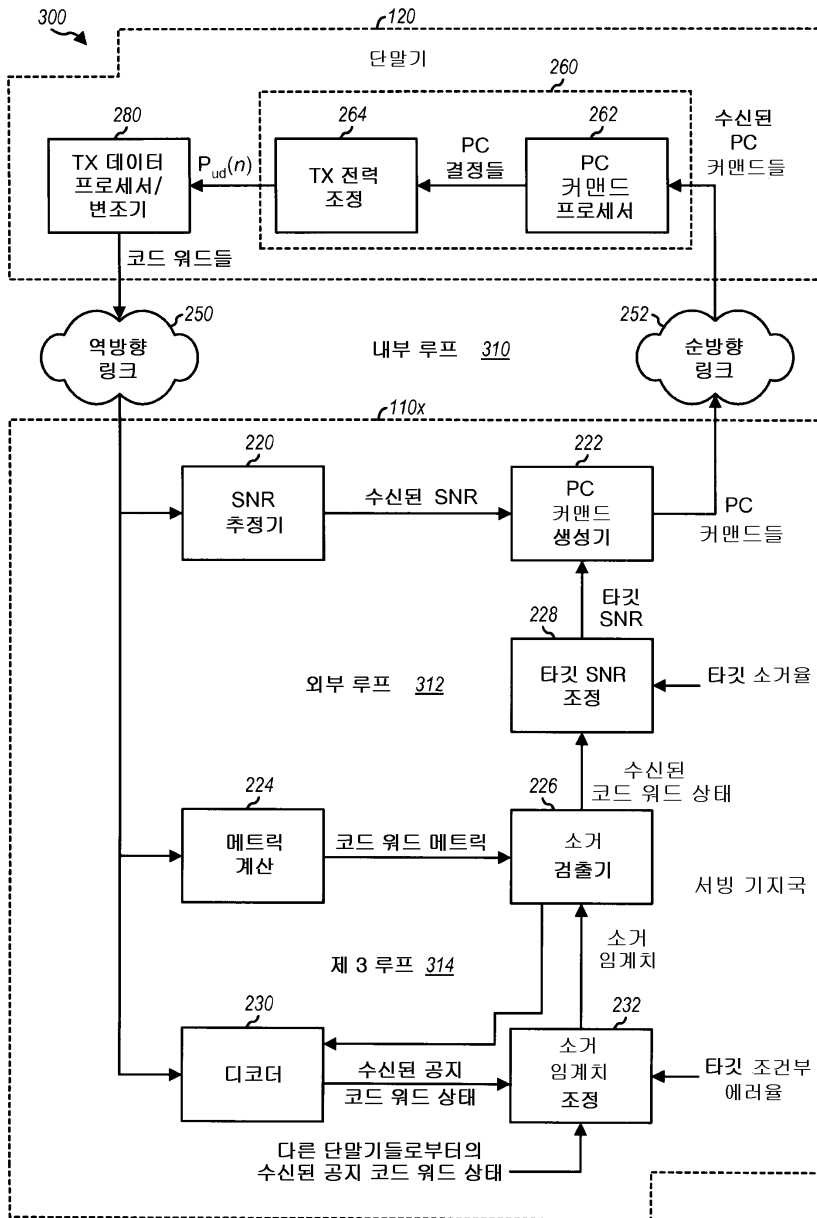 300
120
단말기
260
280
264
262
수신된
PC
커맨드들
TX 데이터
프로세서/
변조기
P_ud(n)
TX 전력
조정
PC
결정들
PC
커맨드
프로세서
코드 워드들
250
252
역방향
링크
내부 루프 310
순방향
링크
110x
220
222
SNR
추정기
수신된 SNR
PC
커맨드
생성기
PC
커맨드들
타깃
SNR
228
외부 루프 312
타깃 SNR
조정
타깃 소거율
수신된
코드 워드 상태
224
226
메트릭
계산
코드 워드 메트릭
소거
검출기
서빙 기지국
소거
임계치
제 3 루프 314
230
232
디코더
수신된 공지
코드 워드 상태
소거
임계치
조정
타깃 조건부
에러율
다른 단말기들로부터의
수신된 공지 코드 워드 상태